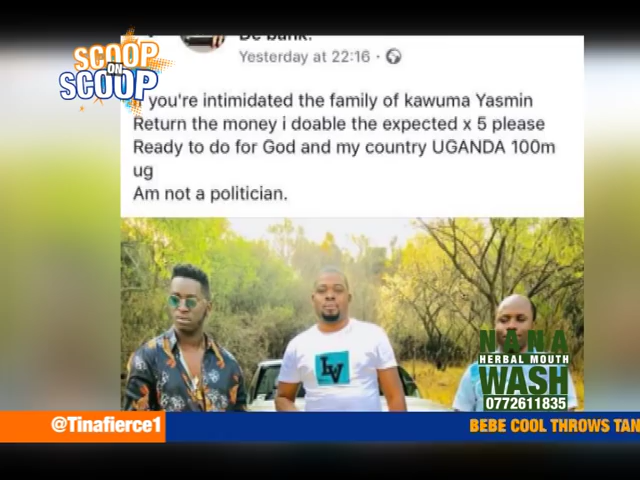 SCOOP
ON
SCOOP
De bank.
Yesterday at 22:16 ·
you're intimidated the family of kawuma Yasmin
Return the money i doable the expected x 5 please
Ready to do for God and my country UGANDA 100m
ug
Am not a politician.
LV
NANA
HERBAL MOUTH
WASH
0772611835
@Tinafierce1
BEBE COOL THROWS TAN